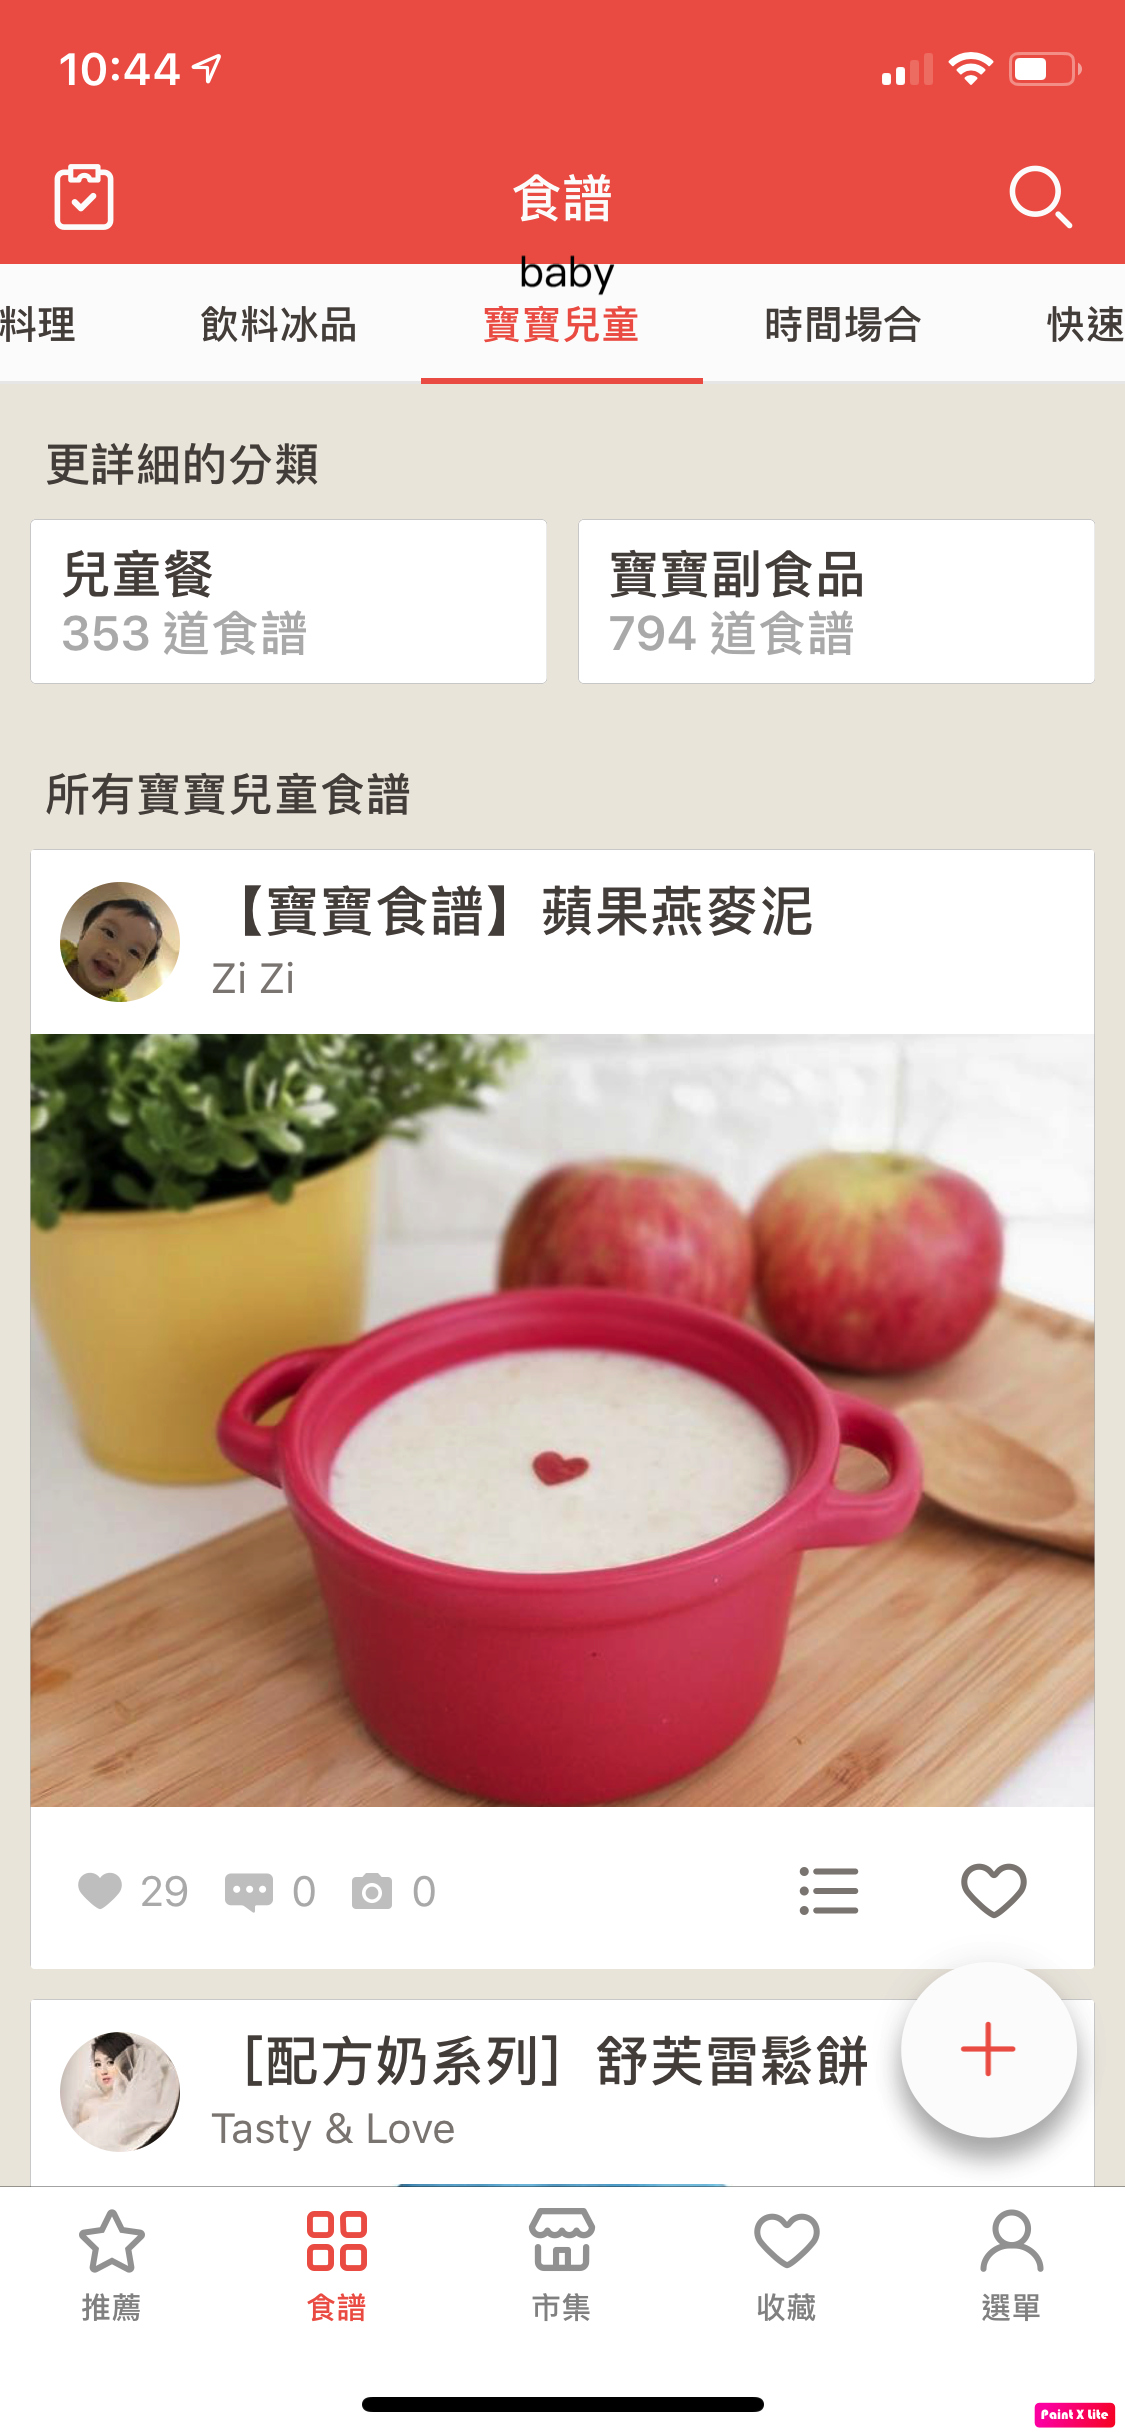 10:44
食譜
baby
料理 飲料冰品 寶寶兒童 時間場合 快速
更詳細的分類
兒童餐 寶寶副食品
353 道食譜 794 道食譜
所有寶寶兒童食譜
【寶寶食譜】蘋果燕麥泥
Zi Zi
29 0 0
［配方奶系列］舒芙雷鬆餅
Tasty & Love
推薦 食譜 市集 收藏 選單
Paint X Lite